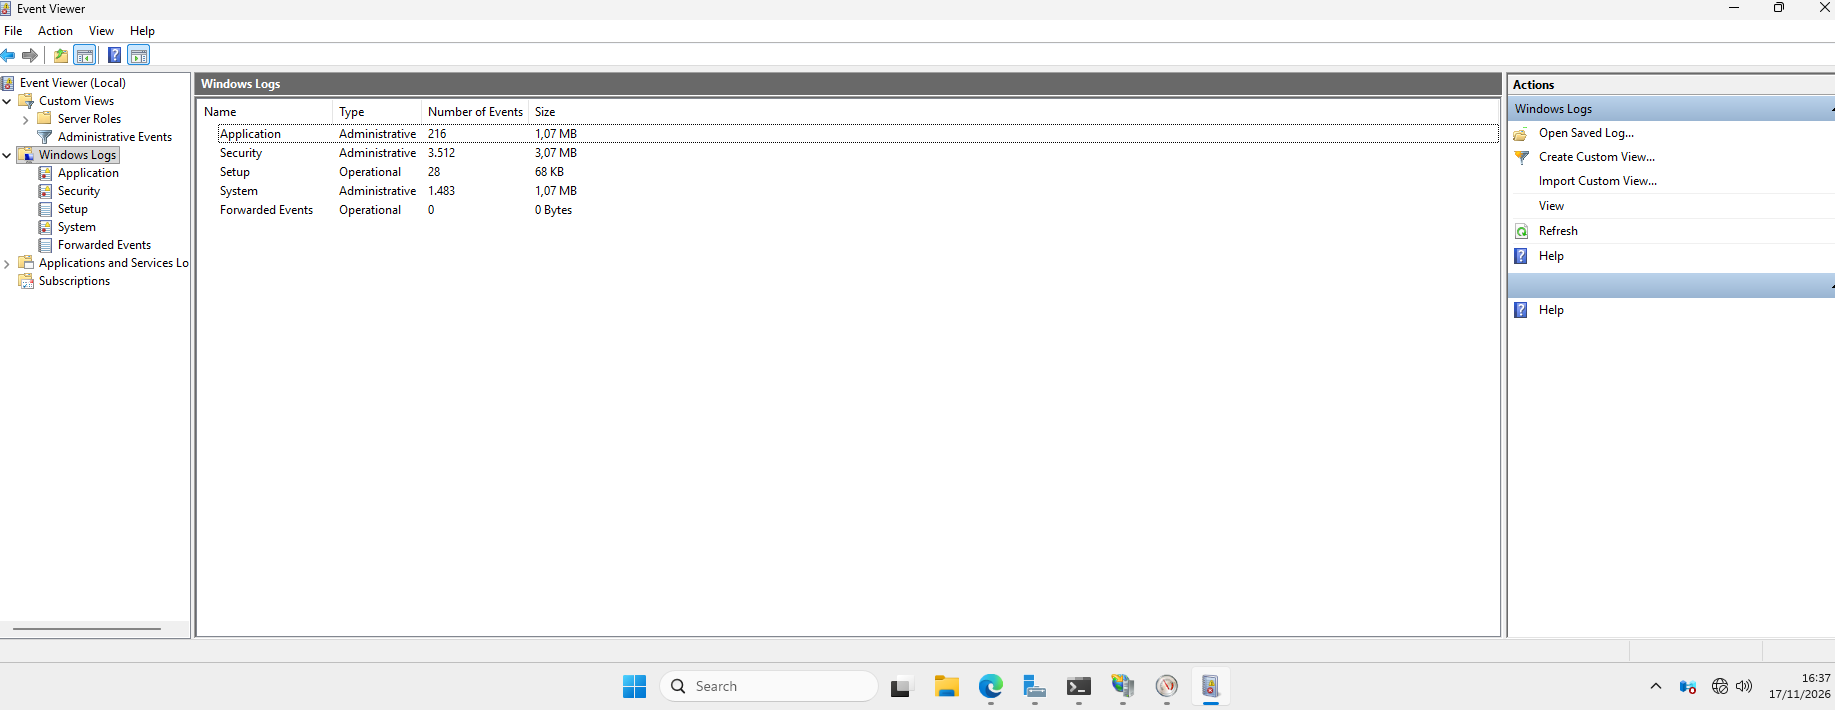 Event Viewer
File Action View Help
Event Viewer (Local)
Custom Views
Server Roles
Administrative Events
Windows Logs
Application
Security
Setup
System
Forwarded Events
Applications and Services Lo
Subscriptions
Windows Logs
Name Type Number of Events Size
Application Administrative 216 1,07 MB
Security Administrative 3.512 3,07 MB
Setup Operational 28 68 KB
System Administrative 1.483 1,07 MB
Forwarded Events Operational 0 0 Bytes
Actions
Windows Logs
Open Saved Log...
Create Custom View...
Import Custom View...
View
Refresh
Help
Help
Search
16:37
17/11/2026